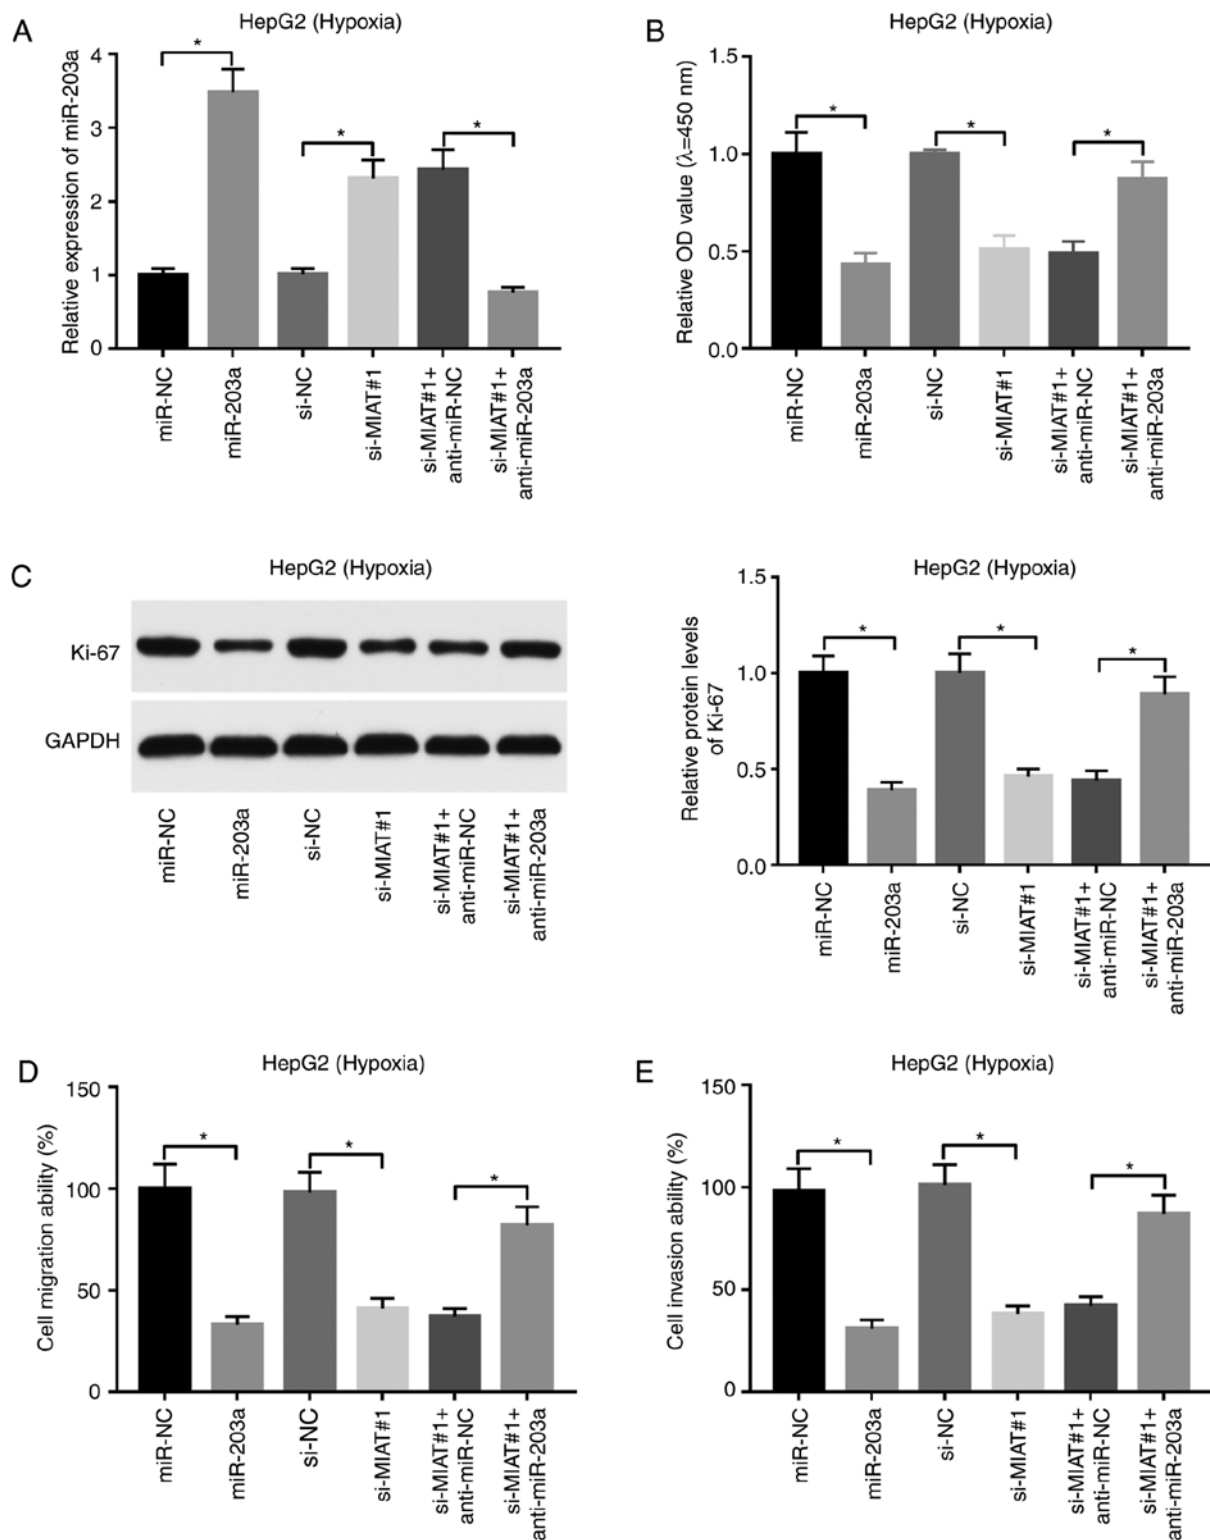 A
HepG2 (Hypoxia)
Relative expression of miR-203a
4
3
2
1
0
*
*
*
miR-NC
miR-203a
si-NC
si-MIAT#1
si-MIAT#1+
anti-miR-NC
si-MIAT#1+
anti-miR-203a
B
HepG2 (Hypoxia)
Relative OD value (λ=450 nm)
1.5
1.0
0.5
0.0
*
*
*
miR-NC
miR-203a
si-NC
si-MIAT#1
si-MIAT#1+
anti-miR-NC
si-MIAT#1+
anti-miR-203a
C
HepG2 (Hypoxia)
Ki-67
GAPDH
miR-NC
miR-203a
si-NC
si-MIAT#1
si-MIAT#1+
anti-miR-NC
si-MIAT#1+
anti-miR-203a
HepG2 (Hypoxia)
Relative protein levels
of Ki-67
1.5
1.0
0.5
0.0
*
*
*
miR-NC
miR-203a
si-NC
si-MIAT#1
si-MIAT#1+
anti-miR-NC
si-MIAT#1+
anti-miR-203a
D
HepG2 (Hypoxia)
Cell migration ability (%)
150
100
50
0
*
*
*
miR-NC
miR-203a
si-NC
si-MIAT#1
si-MIAT#1+
anti-miR-NC
si-MIAT#1+
anti-miR-203a
E
HepG2 (Hypoxia)
Cell invasion ability (%)
150
100
50
0
*
*
*
miR-NC
miR-203a
si-NC
si-MIAT#1
si-MIAT#1+
anti-miR-NC
si-MIAT#1+
anti-miR-203a